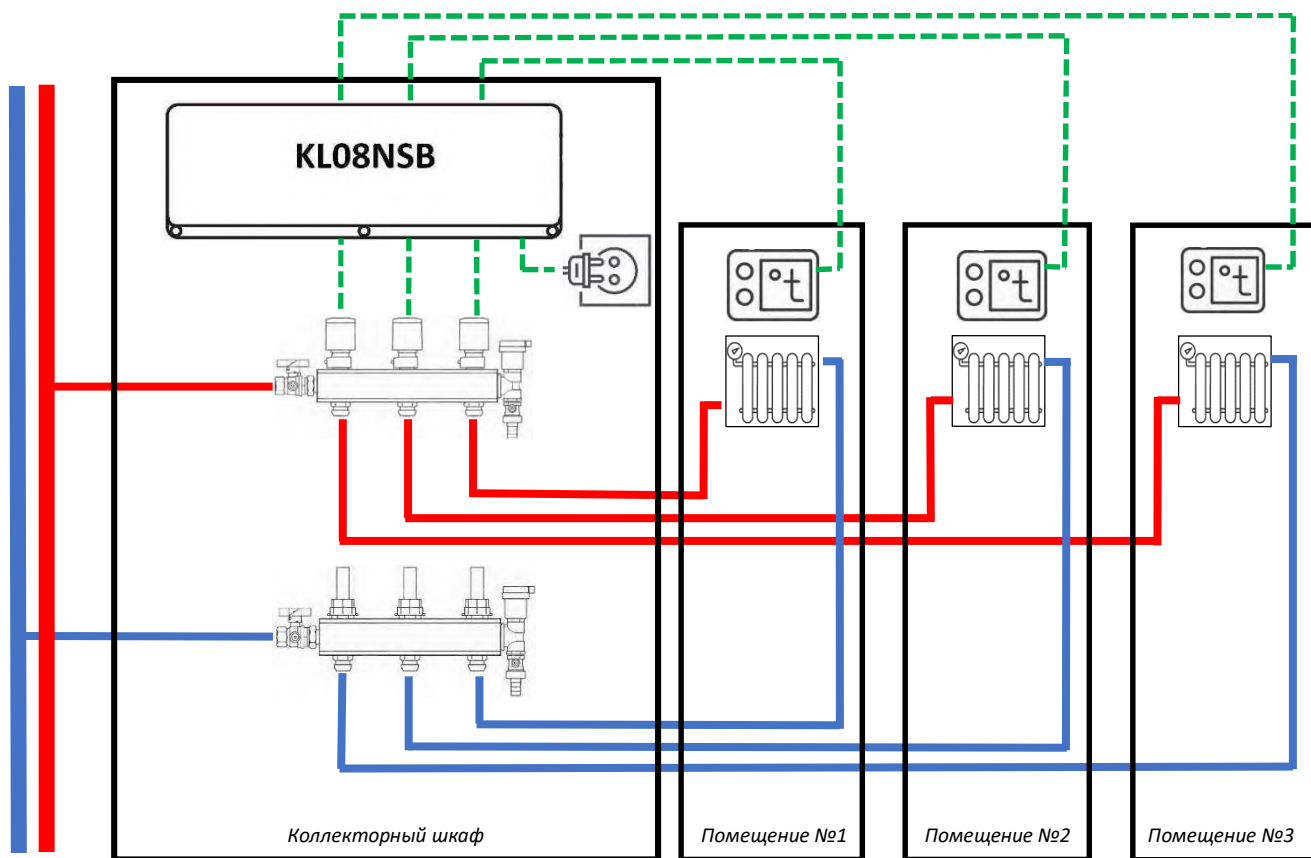 KL08NSB
°t
°t
°t
Коллекторный шкаф
Помещение №1
Помещение №2
Помещение №3